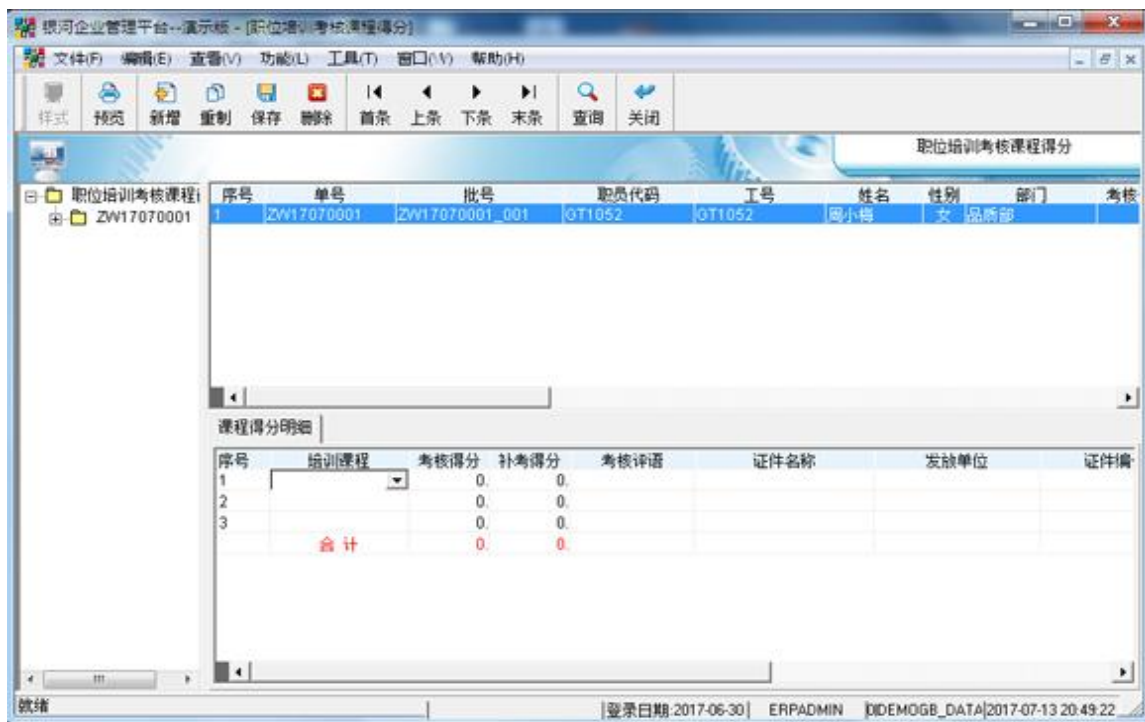 银河企业管理平台--演示版 - [职位培训考核课程得分]
文件(F) 编辑(E) 查看(V) 功能(L) 工具(T) 窗口(W) 帮助(H)
样式 预览 新增 重制 保存 删除 首条 上条 下条 末条 查询 关闭
职位培训考核课程得分
职位培训考核课程
ZW17070001
序号 单号 批号 职员代码 工号 姓名 性别 部门 考核
1 ZW17070001 ZW17070001_001 GT1052 GT1052 周小梅 女 品质部
课程得分明细
序号 培训课程 考核得分 补考得分 考核评语 证件名称 发放单位 证件编
1 0. 0.
2 0. 0.
3 0. 0.
合 计 0. 0.
就绪 登录日期:2017-06-30 ERPADMIN DEMOGB_DATA 2017-07-13 20:49:22